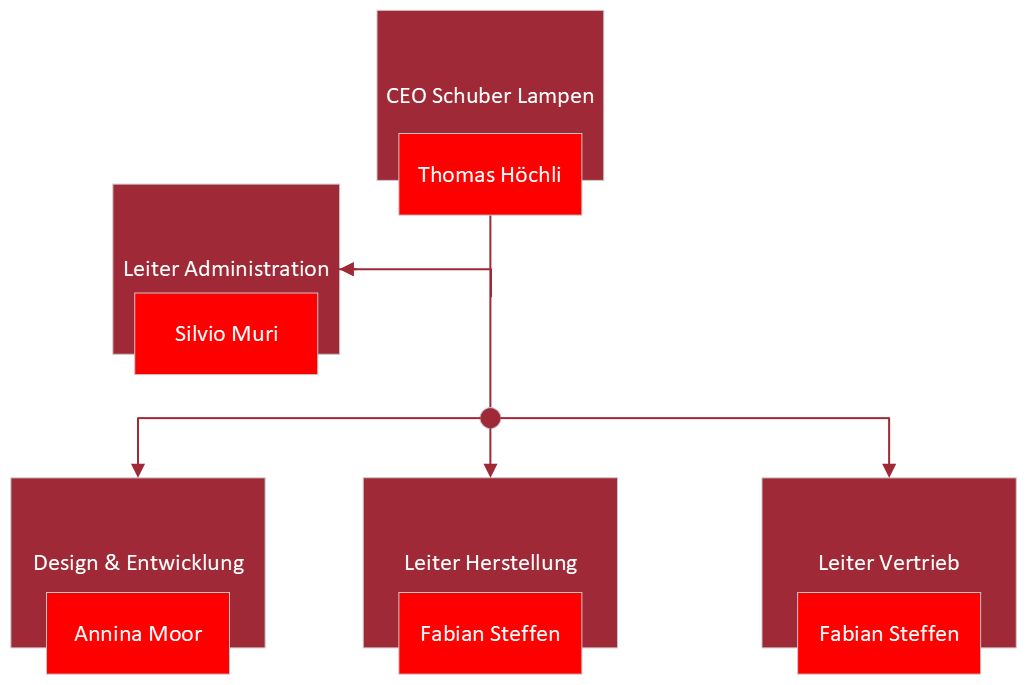 CEO Schuber Lampen
Thomas Höchli
Leiter Administration
Silvio Muri
Design & Entwicklung
Annina Moor
Leiter Herstellung
Fabian Steffen
Leiter Vertrieb
Fabian Steffen